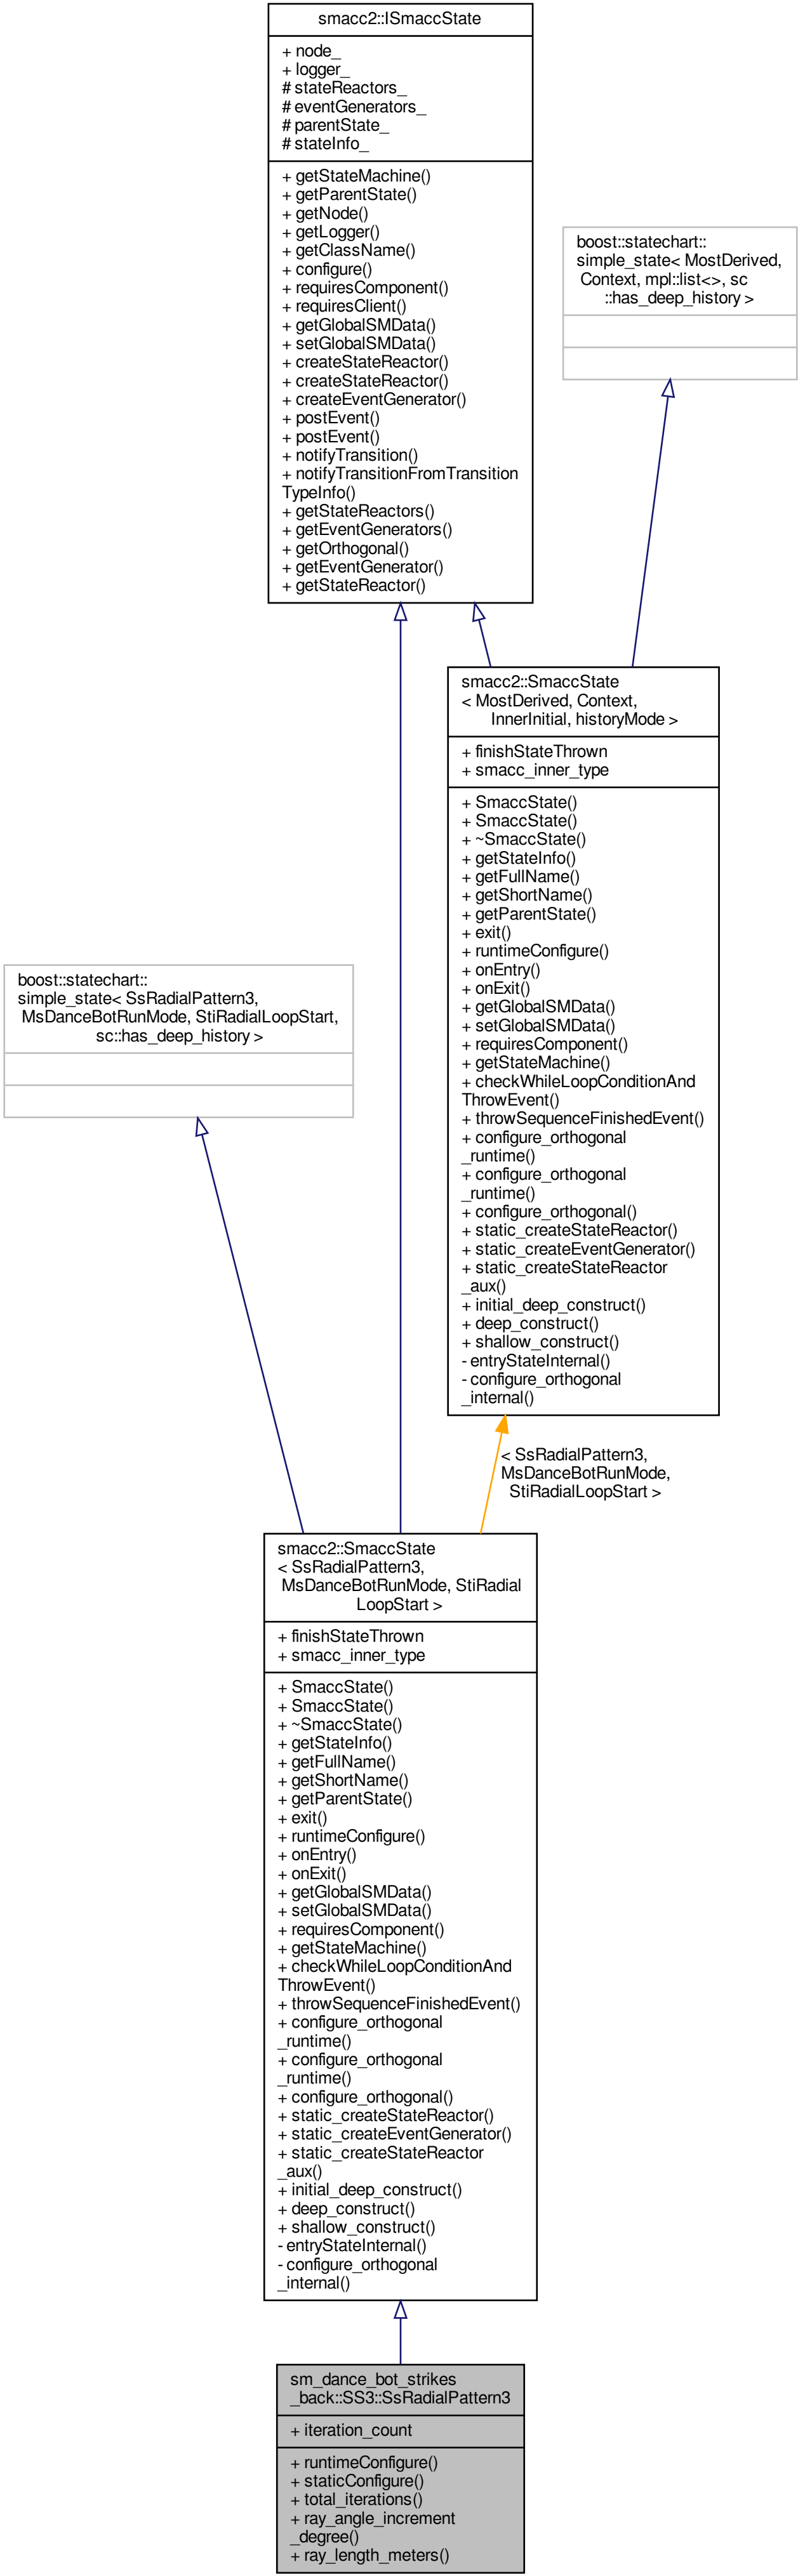 smacc2::ISmaccState
+ node_
+ logger_
# stateReactors_
# eventGenerators_
# parentState_
# stateInfo_
+ getStateMachine()
+ getParentState()
+ getNode()
+ getLogger()
+ getClassName()
+ configure()
+ requiresComponent()
+ requiresClient()
+ getGlobalSMData()
+ setGlobalSMData()
+ createStateReactor()
+ createStateReactor()
+ createEventGenerator()
+ postEvent()
+ postEvent()
+ notifyTransition()
+ notifyTransitionFromTransition
TypeInfo()
+ getStateReactors()
+ getEventGenerators()
+ getOrthogonal()
+ getEventGenerator()
+ getStateReactor()
boost::statechart::
simple_state< MostDerived,
Context, mpl::list<>, sc
::has_deep_history >
smacc2::SmaccState
< MostDerived, Context,
InnerInitial, historyMode >
+ finishStateThrown
+ smacc_inner_type
+ SmaccState()
+ SmaccState()
+ ~SmaccState()
+ getStateInfo()
+ getFullName()
+ getShortName()
+ getParentState()
+ exit()
+ runtimeConfigure()
+ onEntry()
+ onExit()
+ getGlobalSMData()
+ setGlobalSMData()
+ requiresComponent()
+ getStateMachine()
+ checkWhileLoopConditionAnd
ThrowEvent()
+ throwSequenceFinishedEvent()
+ configure_orthogonal
_runtime()
+ configure_orthogonal
_runtime()
+ configure_orthogonal()
+ static_createStateReactor()
+ static_createEventGenerator()
+ static_createStateReactor
_aux()
+ initial_deep_construct()
+ deep_construct()
+ shallow_construct()
- entryStateInternal()
- configure_orthogonal
_internal()
boost::statechart::
simple_state< SsRadialPattern3,
MsDanceBotRunMode, StiRadialLoopStart,
sc::has_deep_history >
< SsRadialPattern3,
MsDanceBotRunMode,
StiRadialLoopStart >
smacc2::SmaccState
< SsRadialPattern3,
MsDanceBotRunMode, StiRadial
LoopStart >
+ finishStateThrown
+ smacc_inner_type
+ SmaccState()
+ SmaccState()
+ ~SmaccState()
+ getStateInfo()
+ getFullName()
+ getShortName()
+ getParentState()
+ exit()
+ runtimeConfigure()
+ onEntry()
+ onExit()
+ getGlobalSMData()
+ setGlobalSMData()
+ requiresComponent()
+ getStateMachine()
+ checkWhileLoopConditionAnd
ThrowEvent()
+ throwSequenceFinishedEvent()
+ configure_orthogonal
_runtime()
+ configure_orthogonal
_runtime()
+ configure_orthogonal()
+ static_createStateReactor()
+ static_createEventGenerator()
+ static_createStateReactor
_aux()
+ initial_deep_construct()
+ deep_construct()
+ shallow_construct()
- entryStateInternal()
- configure_orthogonal
_internal()
sm_dance_bot_strikes
_back::SS3::SsRadialPattern3
+ iteration_count
+ runtimeConfigure()
+ staticConfigure()
+ total_iterations()
+ ray_angle_increment
_degree()
+ ray_length_meters()